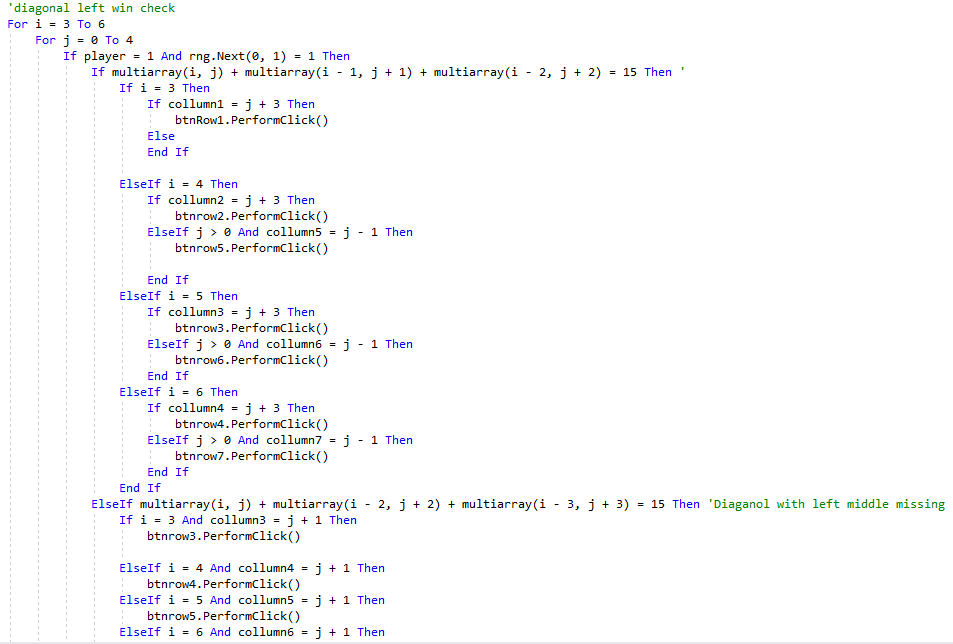 'diagonal left win check
For i = 3 To 6
For j = 0 To 4
If player = 1 And rng.Next(0, 1) = 1 Then
If multiarray(i, j) + multiarray(i - 1, j + 1) + multiarray(i - 2, j + 2) = 15 Then '
If i = 3 Then
If collumn1 = j + 3 Then
btnRow1.PerformClick()
Else
End If
ElseIf i = 4 Then
If collumn2 = j + 3 Then
btnrow2.PerformClick()
ElseIf j > 0 And collumn5 = j - 1 Then
btnrow5.PerformClick()
End If
ElseIf i = 5 Then
If collumn3 = j + 3 Then
btnrow3.PerformClick()
ElseIf j > 0 And collumn6 = j - 1 Then
btnrow6.PerformClick()
End If
ElseIf i = 6 Then
If collumn4 = j + 3 Then
btnrow4.PerformClick()
ElseIf j > 0 And collumn7 = j - 1 Then
btnrow7.PerformClick()
End If
End If
ElseIf multiarray(i, j) + multiarray(i - 2, j + 2) + multiarray(i - 3, j + 3) = 15 Then 'Diaganol with left middle missing
If i = 3 And collumn3 = j + 1 Then
btnrow3.PerformClick()
ElseIf i = 4 And collumn4 = j + 1 Then
btnrow4.PerformClick()
ElseIf i = 5 And collumn5 = j + 1 Then
btnrow5.PerformClick()
ElseIf i = 6 And collumn6 = j + 1 Then